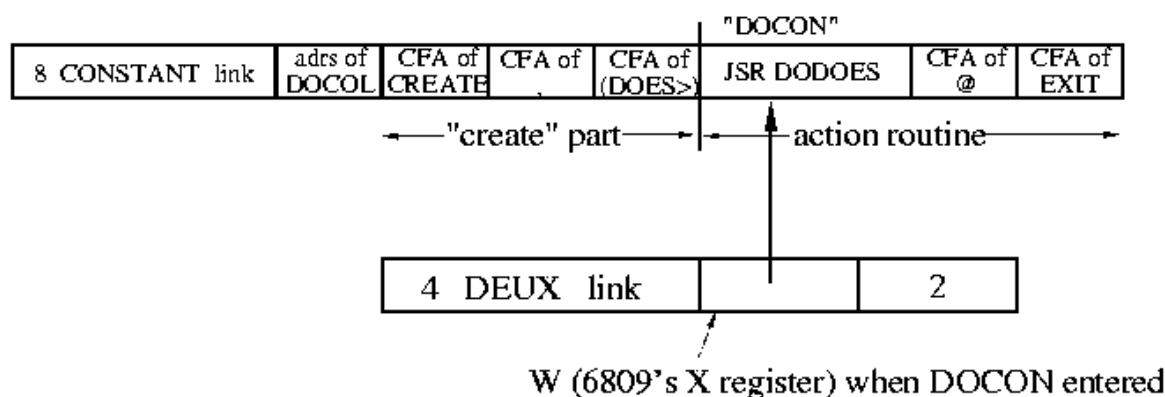 "DOCON"
8 CONSTANT link
adrs of
DOCOL
CFA of
CREATE
CFA of
,
CFA of
(DOES>)
JSR DODOES
CFA of
@
CFA of
EXIT
"create" part
action routine
4 DEUX link
2
W (6809's X register) when DOCON entered